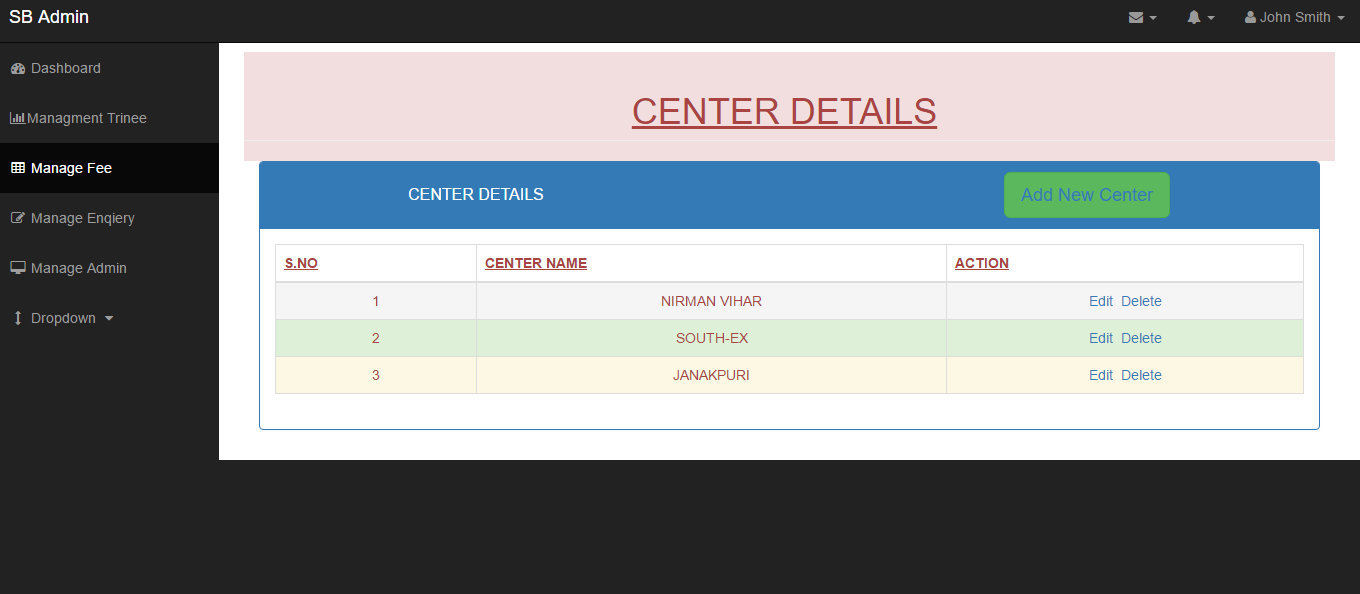 SB Admin
John Smith
Dashboard
Managment Trinee
Manage Fee
Manage Enqiery
Manage Admin
Dropdown
CENTER DETAILS
CENTER DETAILS Add New Center
S.NO CENTER NAME ACTION
1 NIRMAN VIHAR Edit Delete
2 SOUTH-EX Edit Delete
3 JANAKPURI Edit Delete